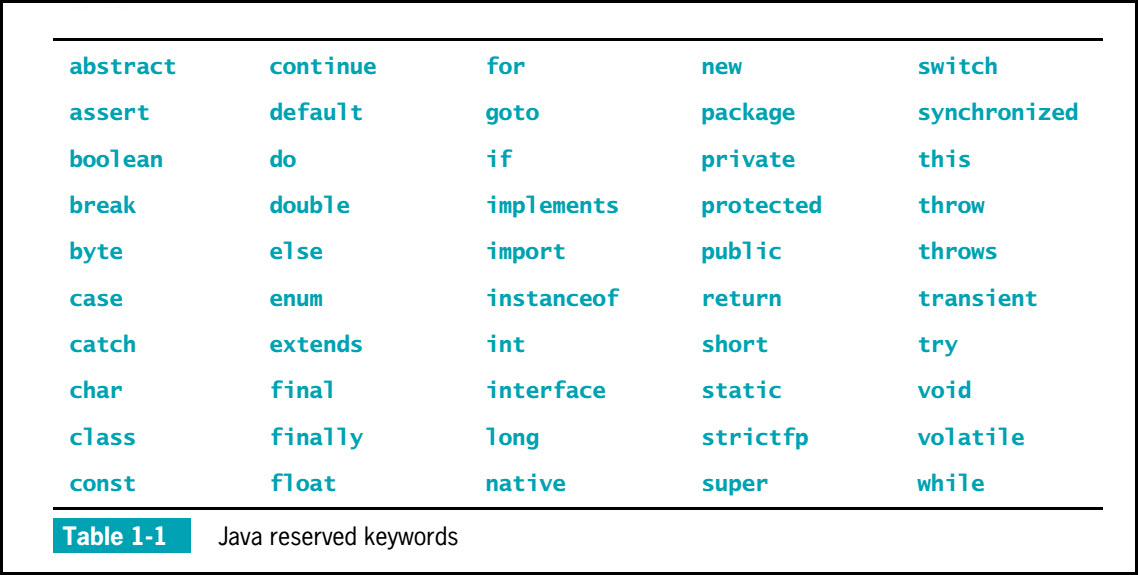 abstract continue for new switch
assert default goto package synchronized
boolean do if private this
break double implements protected throw
byte else import public throws
case enum instanceof return transient
catch extends int short try
char final interface static void
class finally long strictfp volatile
const float native super while
Table 1-1 Java reserved keywords